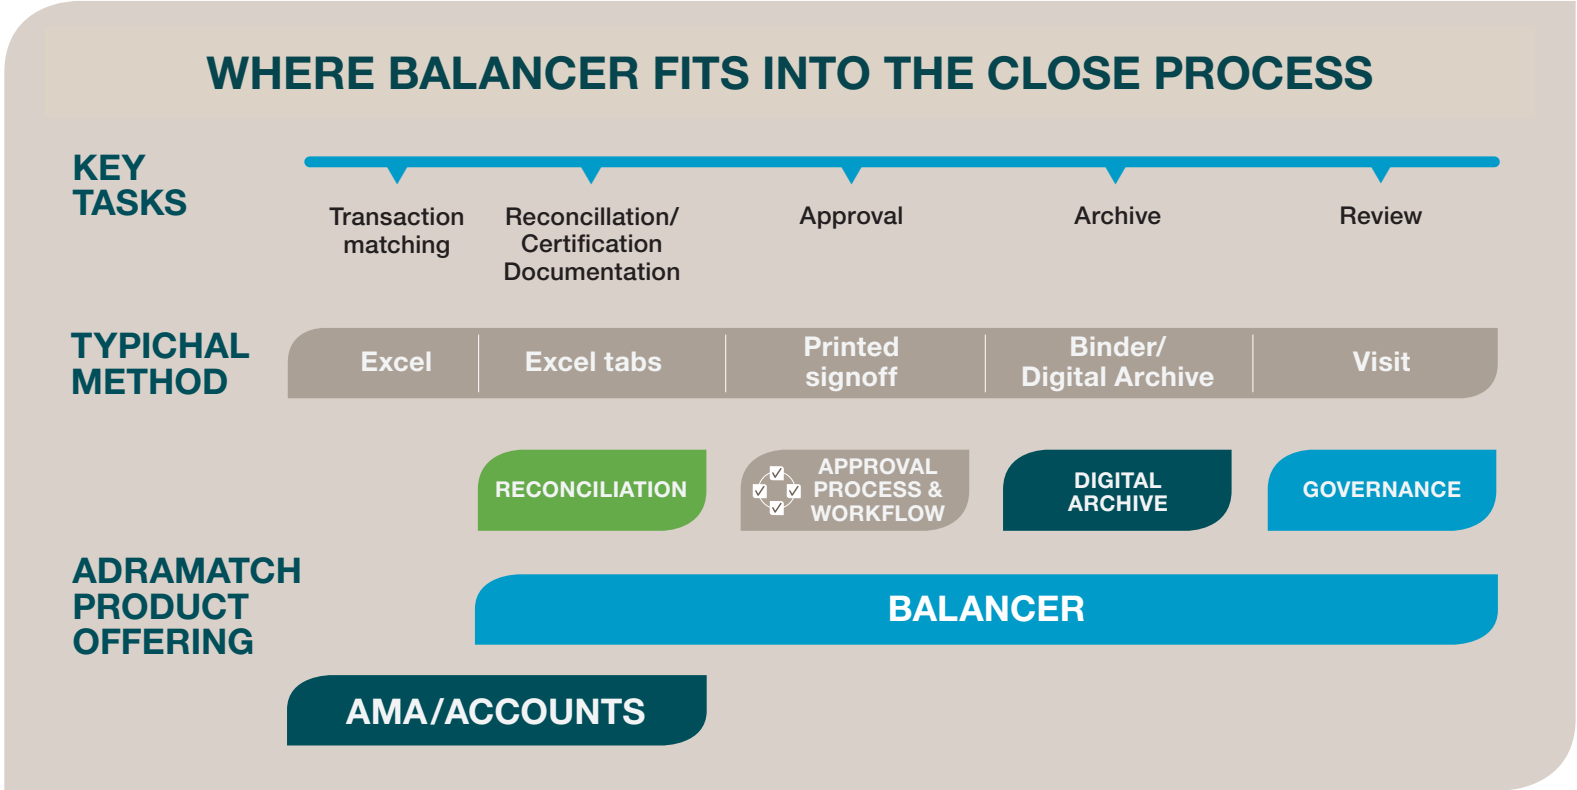 WHERE BALANCER FITS INTO THE CLOSE PROCESS
KEY
TASKS
Transaction
matching
Reconcillation/
Certification
Documentation
Approval
Archive
Review
TYPICHAL
METHOD
Excel
Excel tabs
Printed
signoff
Binder/
Digital Archive
Visit
RECONCILIATION
APPROVAL
PROCESS &
WORKFLOW
DIGITAL
ARCHIVE
GOVERNANCE
ADRAMATCH
PRODUCT
OFFERING
BALANCER
AMA/ACCOUNTS